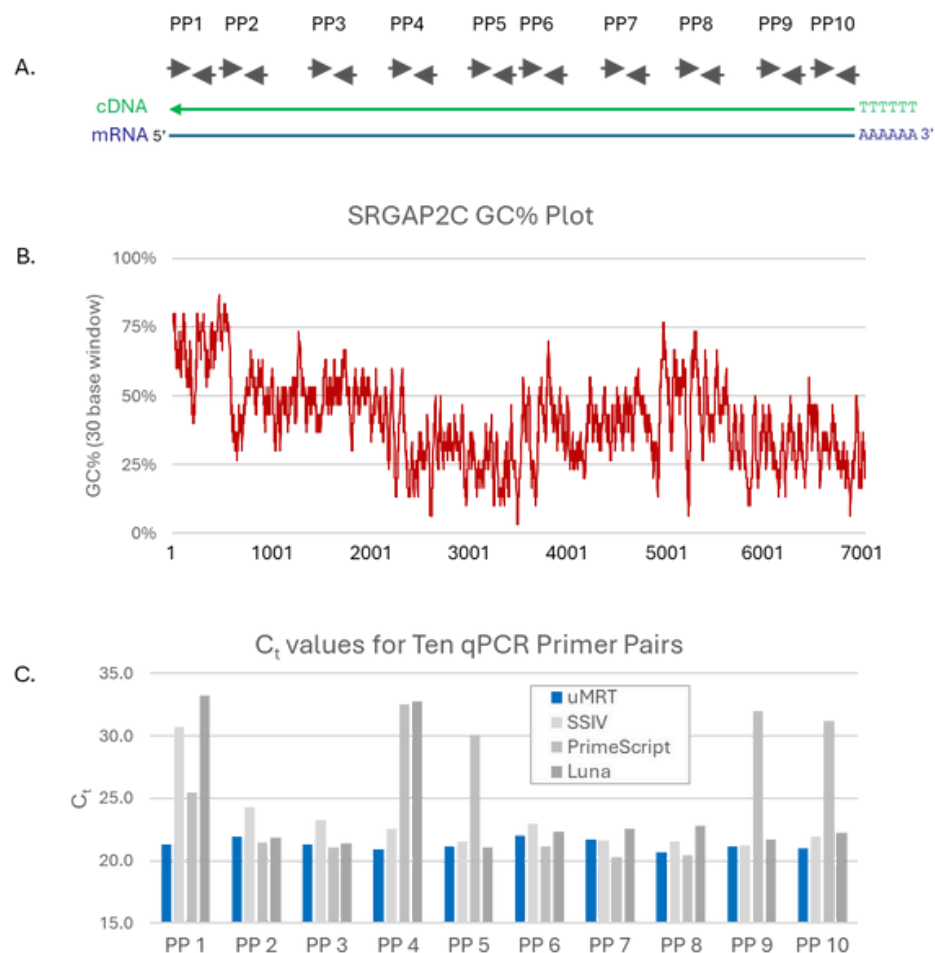 PP1 PP2 PP3 PP4 PP5 PP6 PP7 PP8 PP9 PP10
A.
cDNA TTTTTT
mRNA 5' AAAAAA 3'
SRGAP2C GC% Plot
B.
GC% (30 base window)
100%
75%
50%
25%
0%
1 1001 2001 3001 4001 5001 6001 7001
Ct values for Ten qPCR Primer Pairs
C.
Ct
35.0
30.0
25.0
20.0
15.0
uMRT
SSIV
PrimeScript
Luna
PP 1 PP 2 PP 3 PP 4 PP 5 PP 6 PP 7 PP 8 PP 9 PP 10